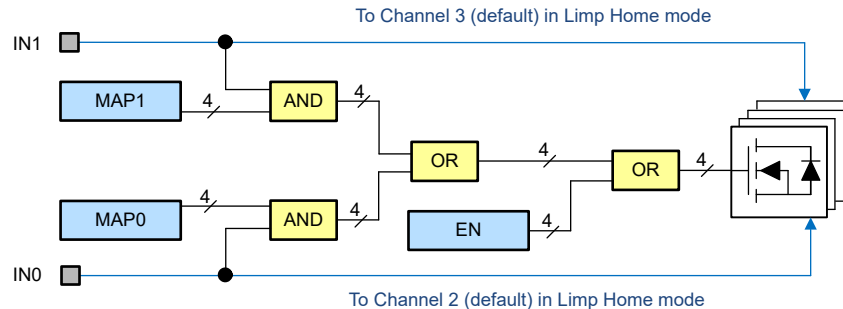 To Channel 3 (default) in Limp Home mode
IN1
MAP1
4
AND
4
OR
4
OR
4
MAP0
4
AND
4
EN
4
IN0
To Channel 2 (default) in Limp Home mode